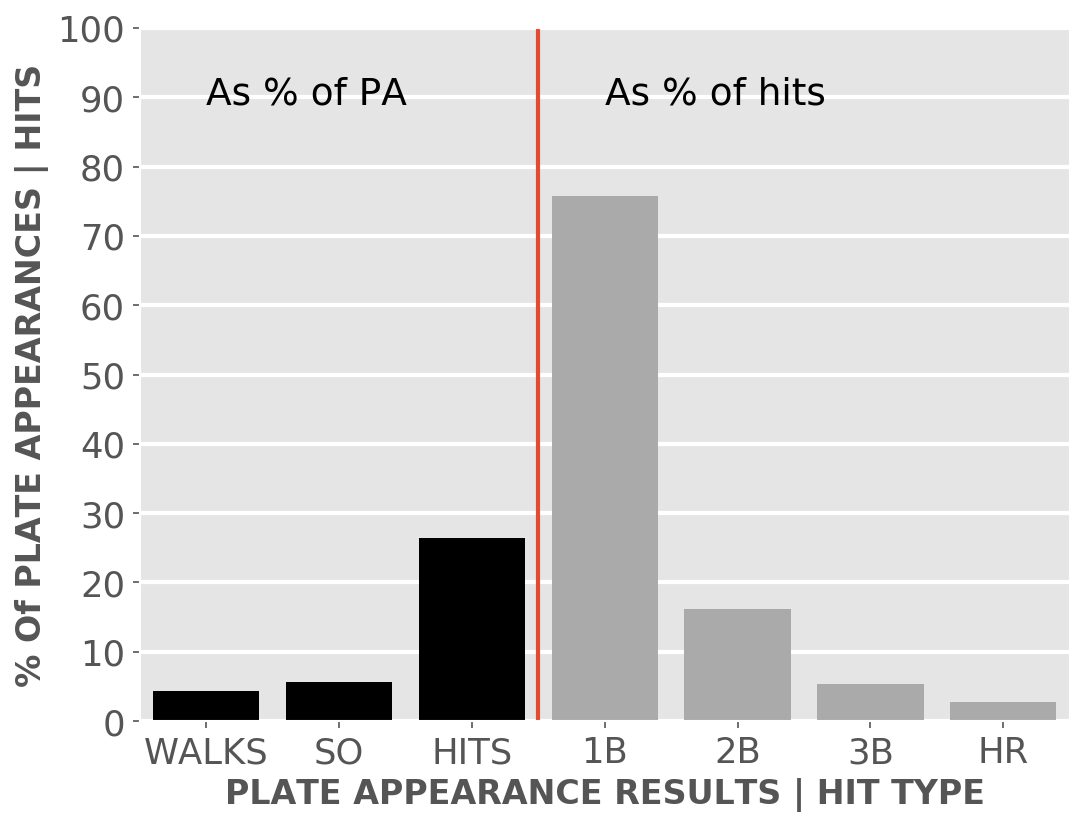 % Of PLATE APPEARANCES | HITS
100
90
80
70
60
50
40
30
20
10
0
As % of PA
As % of hits
WALKS SO HITS 1B 2B 3B HR
PLATE APPEARANCE RESULTS | HIT TYPE